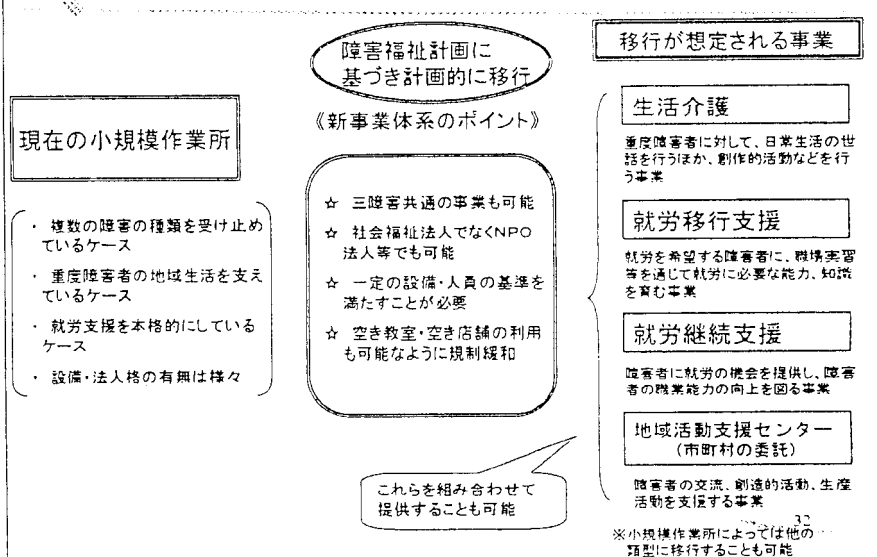 障害福祉計画に
基づき計画的に移行
移行が想定される事業
現在の小規模作業所
・ 複数の障害の種類を受け止め
ているケース
・ 重度障害者の地域生活を支え
ているケース
・ 就労支援を本格的にしている
ケース
・ 設備・法人格の有無は様々
《新事業体系のポイント》
☆ 三障害共通の事業も可能
☆ 社会福祉法人でなくNPO
法人等でも可能
☆ 一定の設備・人員の基準を
満たすことが必要
☆ 空き教室・空き店舗の利用
も可能なように規制緩和
これらを組み合わせて
提供することも可能
生活介護
重度障害者に対して、日常生活の世
話を行うほか、創作的活動などを行
う事業
就労移行支援
就労を希望する障害者に、職場実習
等を通じて就労に必要な能力、知識
を育む事業
就労継続支援
障害者に就労の機会を提供し、障害
者の職業能力の向上を図る事業
地域活動支援センター
(市町村の委託)
障害者の交流、創造的活動、生産
活動を支援する事業
32
※小規模作業所によっては他の
類型に移行することも可能